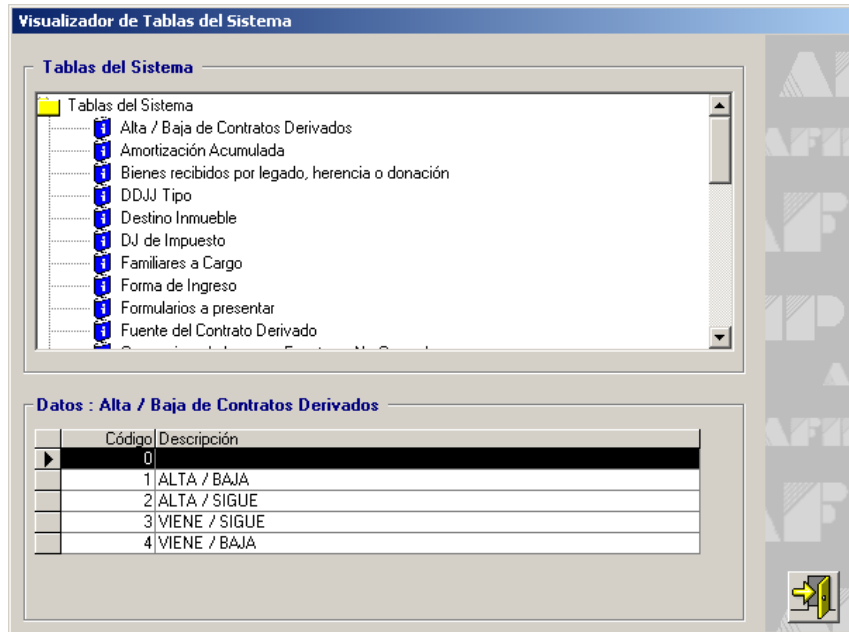 Visualizador de Tablas del Sistema
Tablas del Sistema
Tablas del Sistema
Alta / Baja de Contratos Derivados
Amortización Acumulada
Bienes recibidos por legado, herencia o donación
DDJJ Tipo
Destino Inmueble
DJ de Impuesto
Familiares a Cargo
Forma de Ingreso
Formularios a presentar
Fuente del Contrato Derivado
Datos : Alta / Baja de Contratos Derivados
Código Descripción
0
1 ALTA / BAJA
2 ALTA / SIGUE
3 VIENE / SIGUE
4 VIENE / BAJA